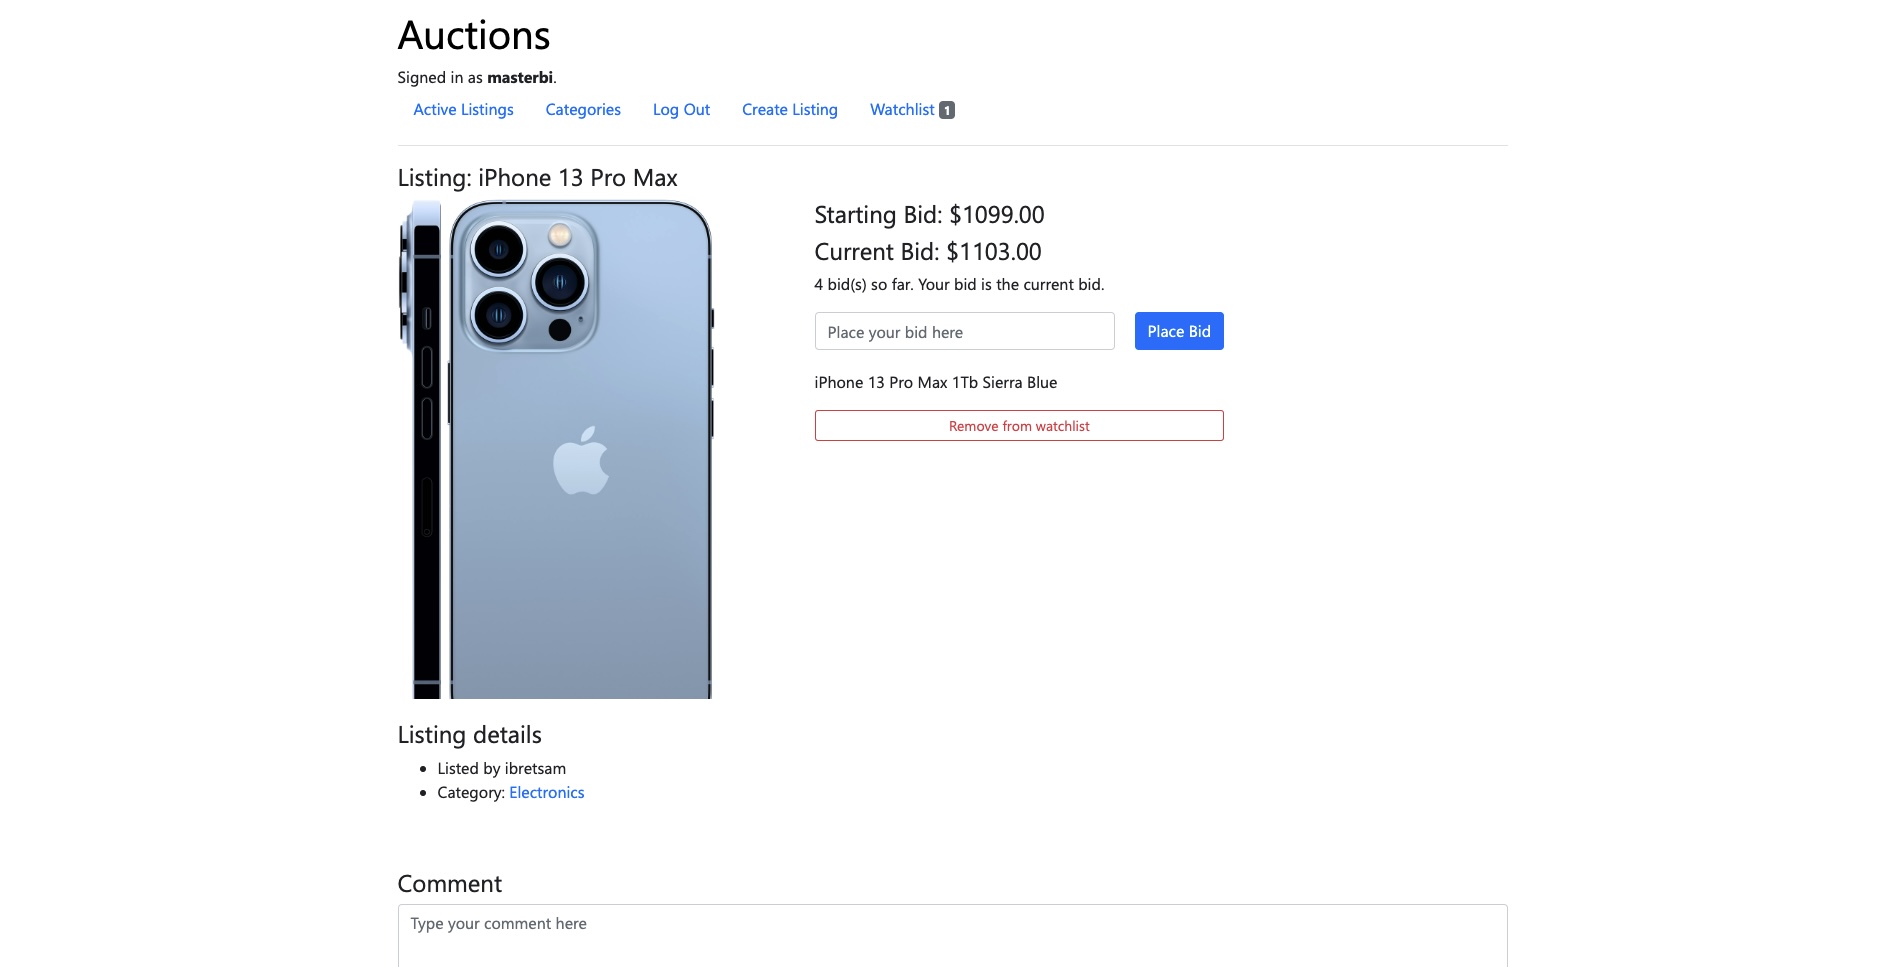 Auctions
Signed in as masterbi.
Active Listings Categories Log Out Create Listing Watchlist 1
Listing: iPhone 13 Pro Max
Starting Bid: $1099.00
Current Bid: $1103.00
4 bid(s) so far. Your bid is the current bid.
Place your bid here Place Bid
iPhone 13 Pro Max 1Tb Sierra Blue
Remove from watchlist
Listing details
Listed by ibretsam
Category: Electronics
Comment
Type your comment here